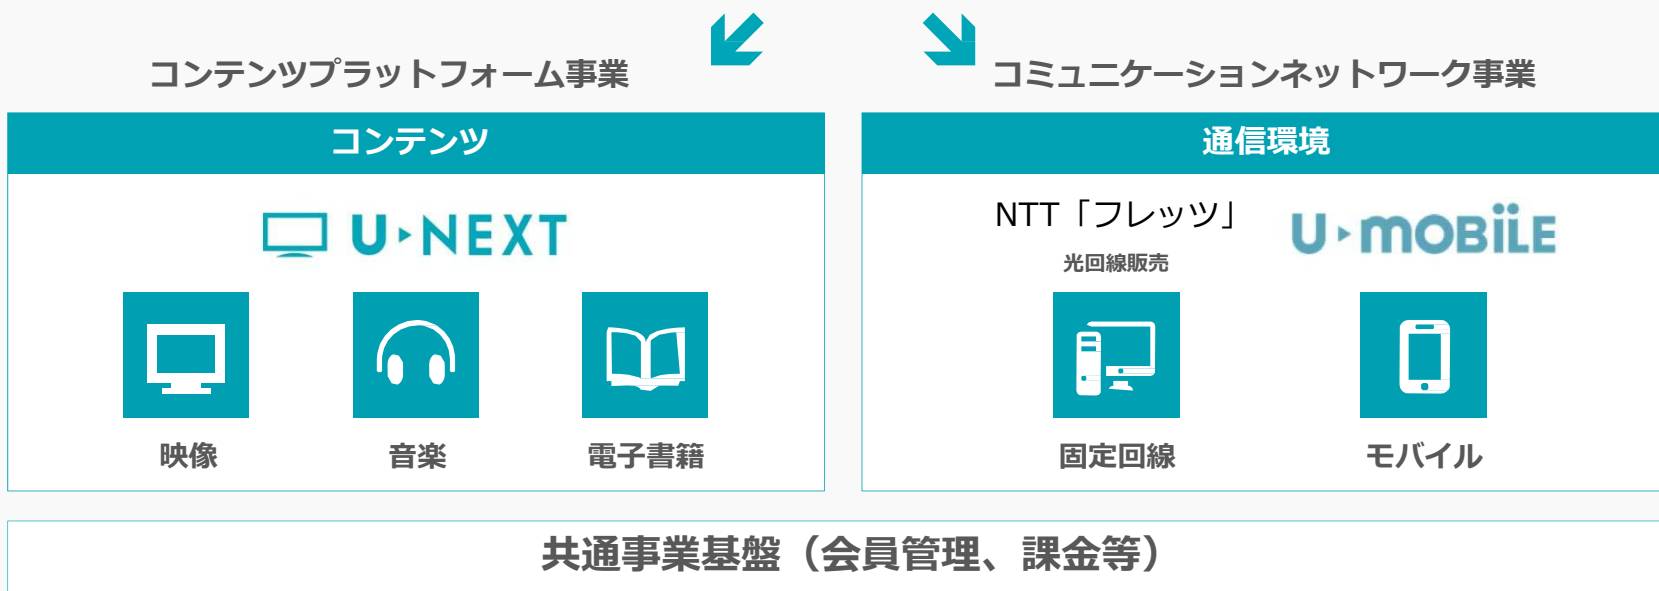 コンテンツプラットフォーム事業
コミュニケーションネットワーク事業
コンテンツ
U NEXT
映像
音楽
電子書籍
通信環境
NTT「フレッツ」
光回線販売
U mobile
固定回線
モバイル
共通事業基盤（会員管理、課金等）